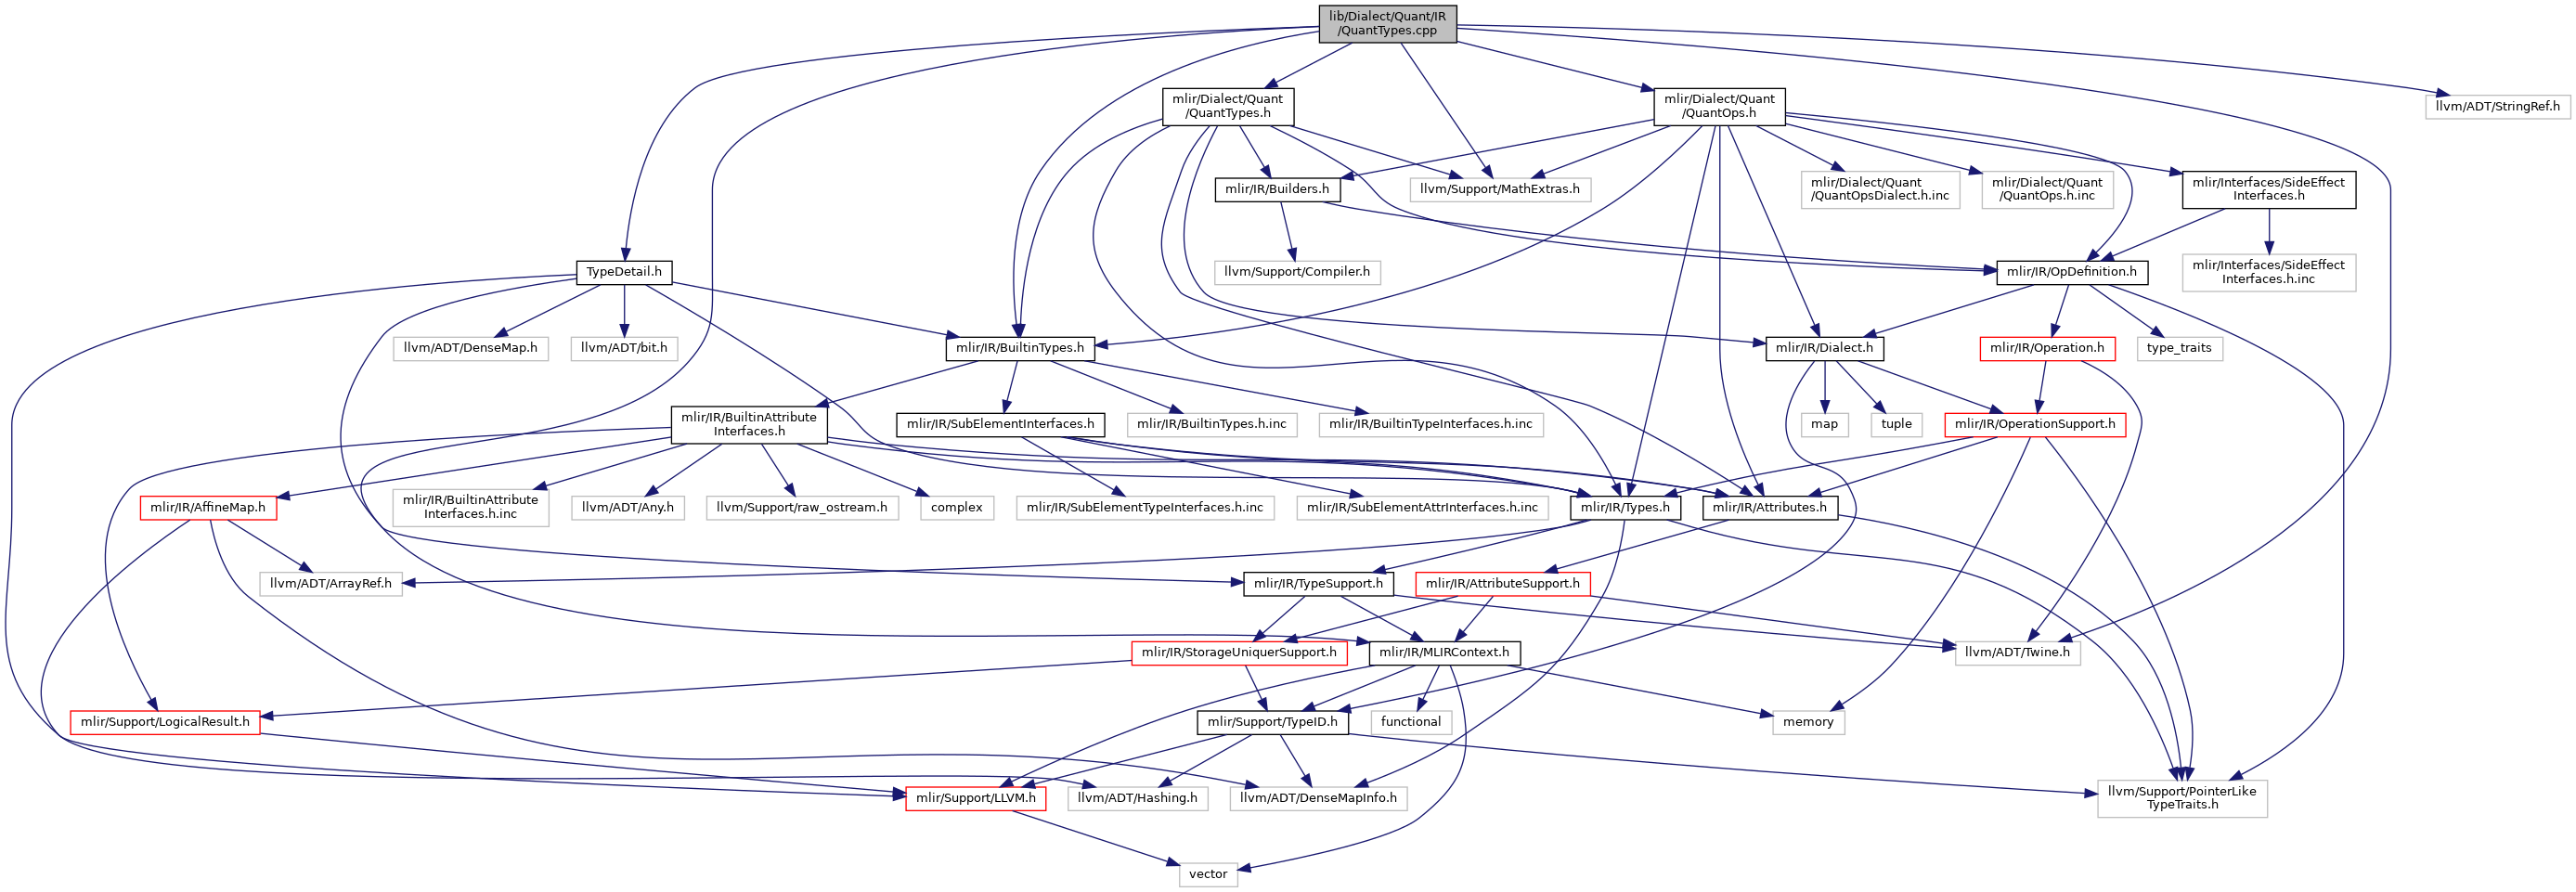 lib/Dialect/Quant/IR
/QuantTypes.cpp
mlir/Dialect/Quant
/QuantTypes.h
mlir/Dialect/Quant
/QuantOps.h
llvm/ADT/StringRef.h
mlir/IR/Builders.h
llvm/Support/MathExtras.h
mlir/Dialect/Quant
/QuantOpsDialect.h.inc
mlir/Dialect/Quant
/QuantOps.h.inc
mlir/Interfaces/SideEffect
Interfaces.h
TypeDetail.h
llvm/Support/Compiler.h
mlir/IR/OpDefinition.h
mlir/Interfaces/SideEffect
Interfaces.h.inc
llvm/ADT/DenseMap.h
llvm/ADT/bit.h
mlir/IR/BuiltinTypes.h
mlir/IR/Dialect.h
mlir/IR/Operation.h
type_traits
mlir/IR/BuiltinAttribute
Interfaces.h
mlir/IR/SubElementInterfaces.h
mlir/IR/BuiltinTypes.h.inc
mlir/IR/BuiltinTypeInterfaces.h.inc
map
tuple
mlir/IR/OperationSupport.h
mlir/IR/AffineMap.h
mlir/IR/BuiltinAttribute
Interfaces.h.inc
llvm/ADT/Any.h
llvm/Support/raw_ostream.h
complex
mlir/IR/SubElementTypeInterfaces.h.inc
mlir/IR/SubElementAttrInterfaces.h.inc
mlir/IR/Types.h
mlir/IR/Attributes.h
llvm/ADT/ArrayRef.h
mlir/IR/TypeSupport.h
mlir/IR/AttributeSupport.h
mlir/IR/StorageUniquerSupport.h
mlir/IR/MLIRContext.h
llvm/ADT/Twine.h
mlir/Support/LogicalResult.h
mlir/Support/TypeID.h
functional
memory
mlir/Support/LLVM.h
llvm/ADT/Hashing.h
llvm/ADT/DenseMapInfo.h
llvm/Support/PointerLike
TypeTraits.h
vector